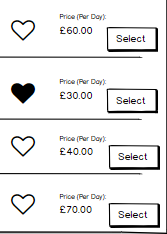 Price (Per Day):
£60.00
Select
Price (Per Day):
£30.00
Select
Price (Per Day):
£40.00
Select
Price (Per Day):
£70.00
Select